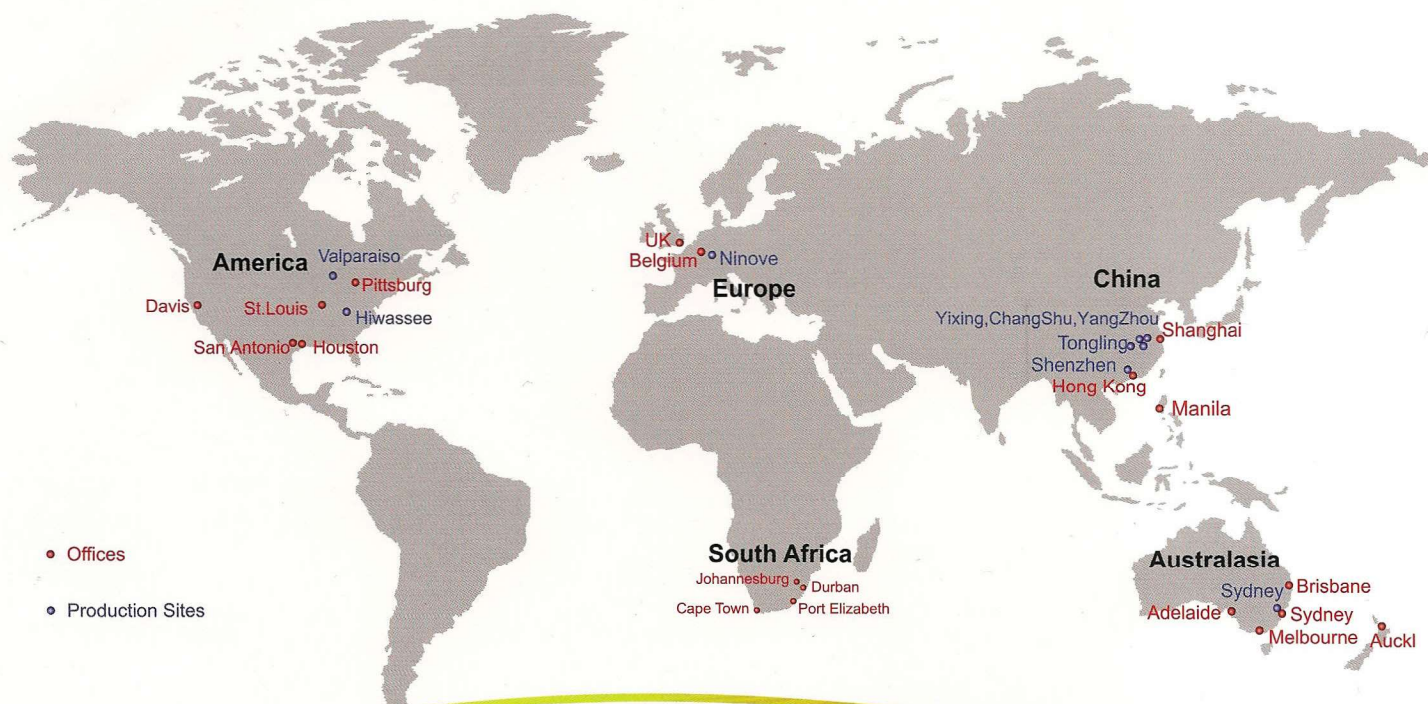 America
Valparaiso
Pittsburg
Davis
St.Louis
Hiwassee
San Antonio
Houston
UK
Belgium
Ninove
Europe
China
Yixing,ChangShu,YangZhou
Shanghai
Tongling
Shenzhen
Hong Kong
Manila
Offices
Production Sites
South Africa
Johannesburg
Durban
Cape Town
Port Elizabeth
Australasia
Brisbane
Sydney
Adelaide
Sydney
Melbourne
Auckl